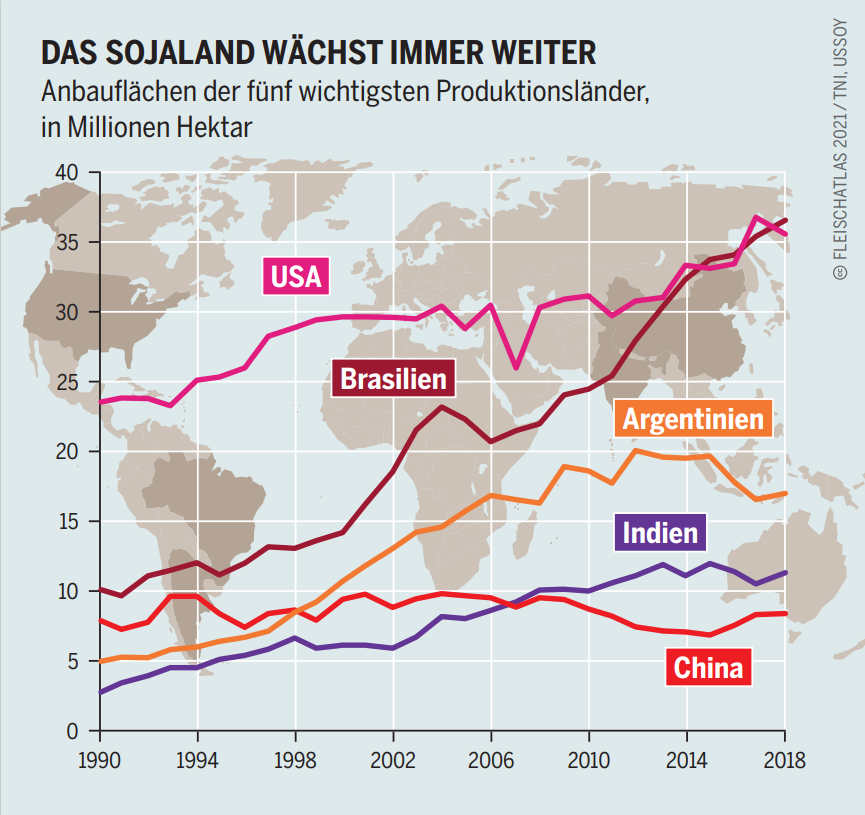 DAS SOJALAND WÄCHST IMMER WEITER
Anbauflächen der fünf wichtigsten Produktionsländer,
in Millionen Hektar
40
35
30
25
20
15
10
5
0
USA
Brasilien
Argentinien
Indien
China
1990 1994 1998 2002 2006 2010 2014 2018
cc FLEISCHATLAS 2021 / TNI, USSOY